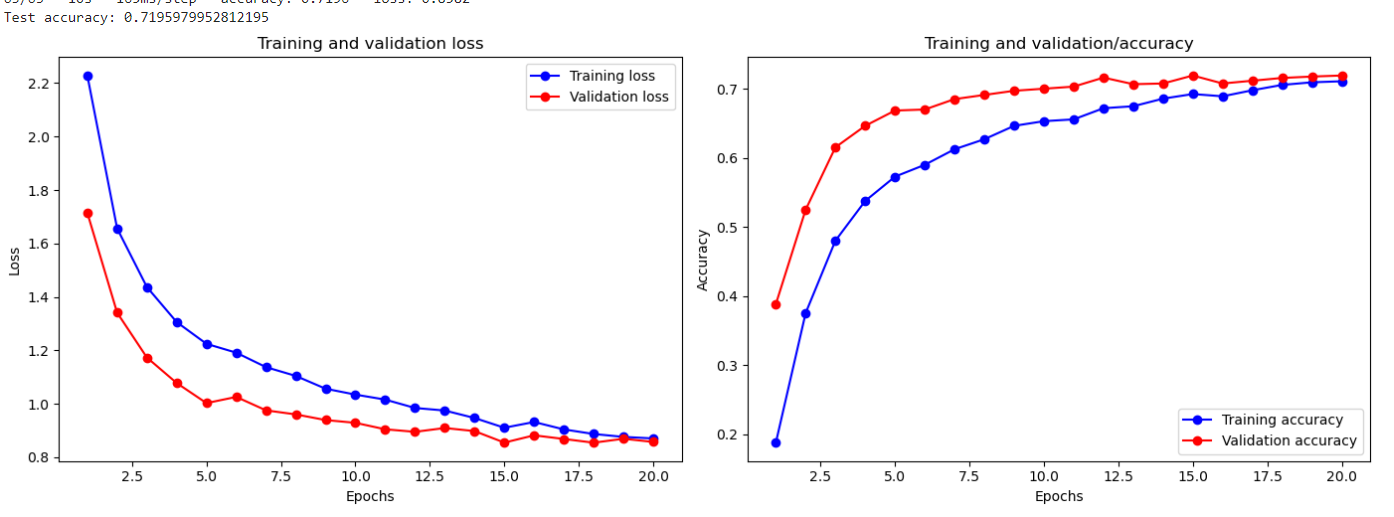 Test accuracy: 0.7195979952812195
Training and validation loss
Training loss
Validation loss
2.2
2.0
1.8
1.6
1.4
1.2
1.0
0.8
Loss
2.5
5.0
7.5
10.0
12.5
15.0
17.5
20.0
Epochs
Training and validation/accuracy
0.7
0.6
0.5
0.4
0.3
0.2
Accuracy
Training accuracy
Validation accuracy
2.5
5.0
7.5
10.0
12.5
15.0
17.5
20.0
Epochs